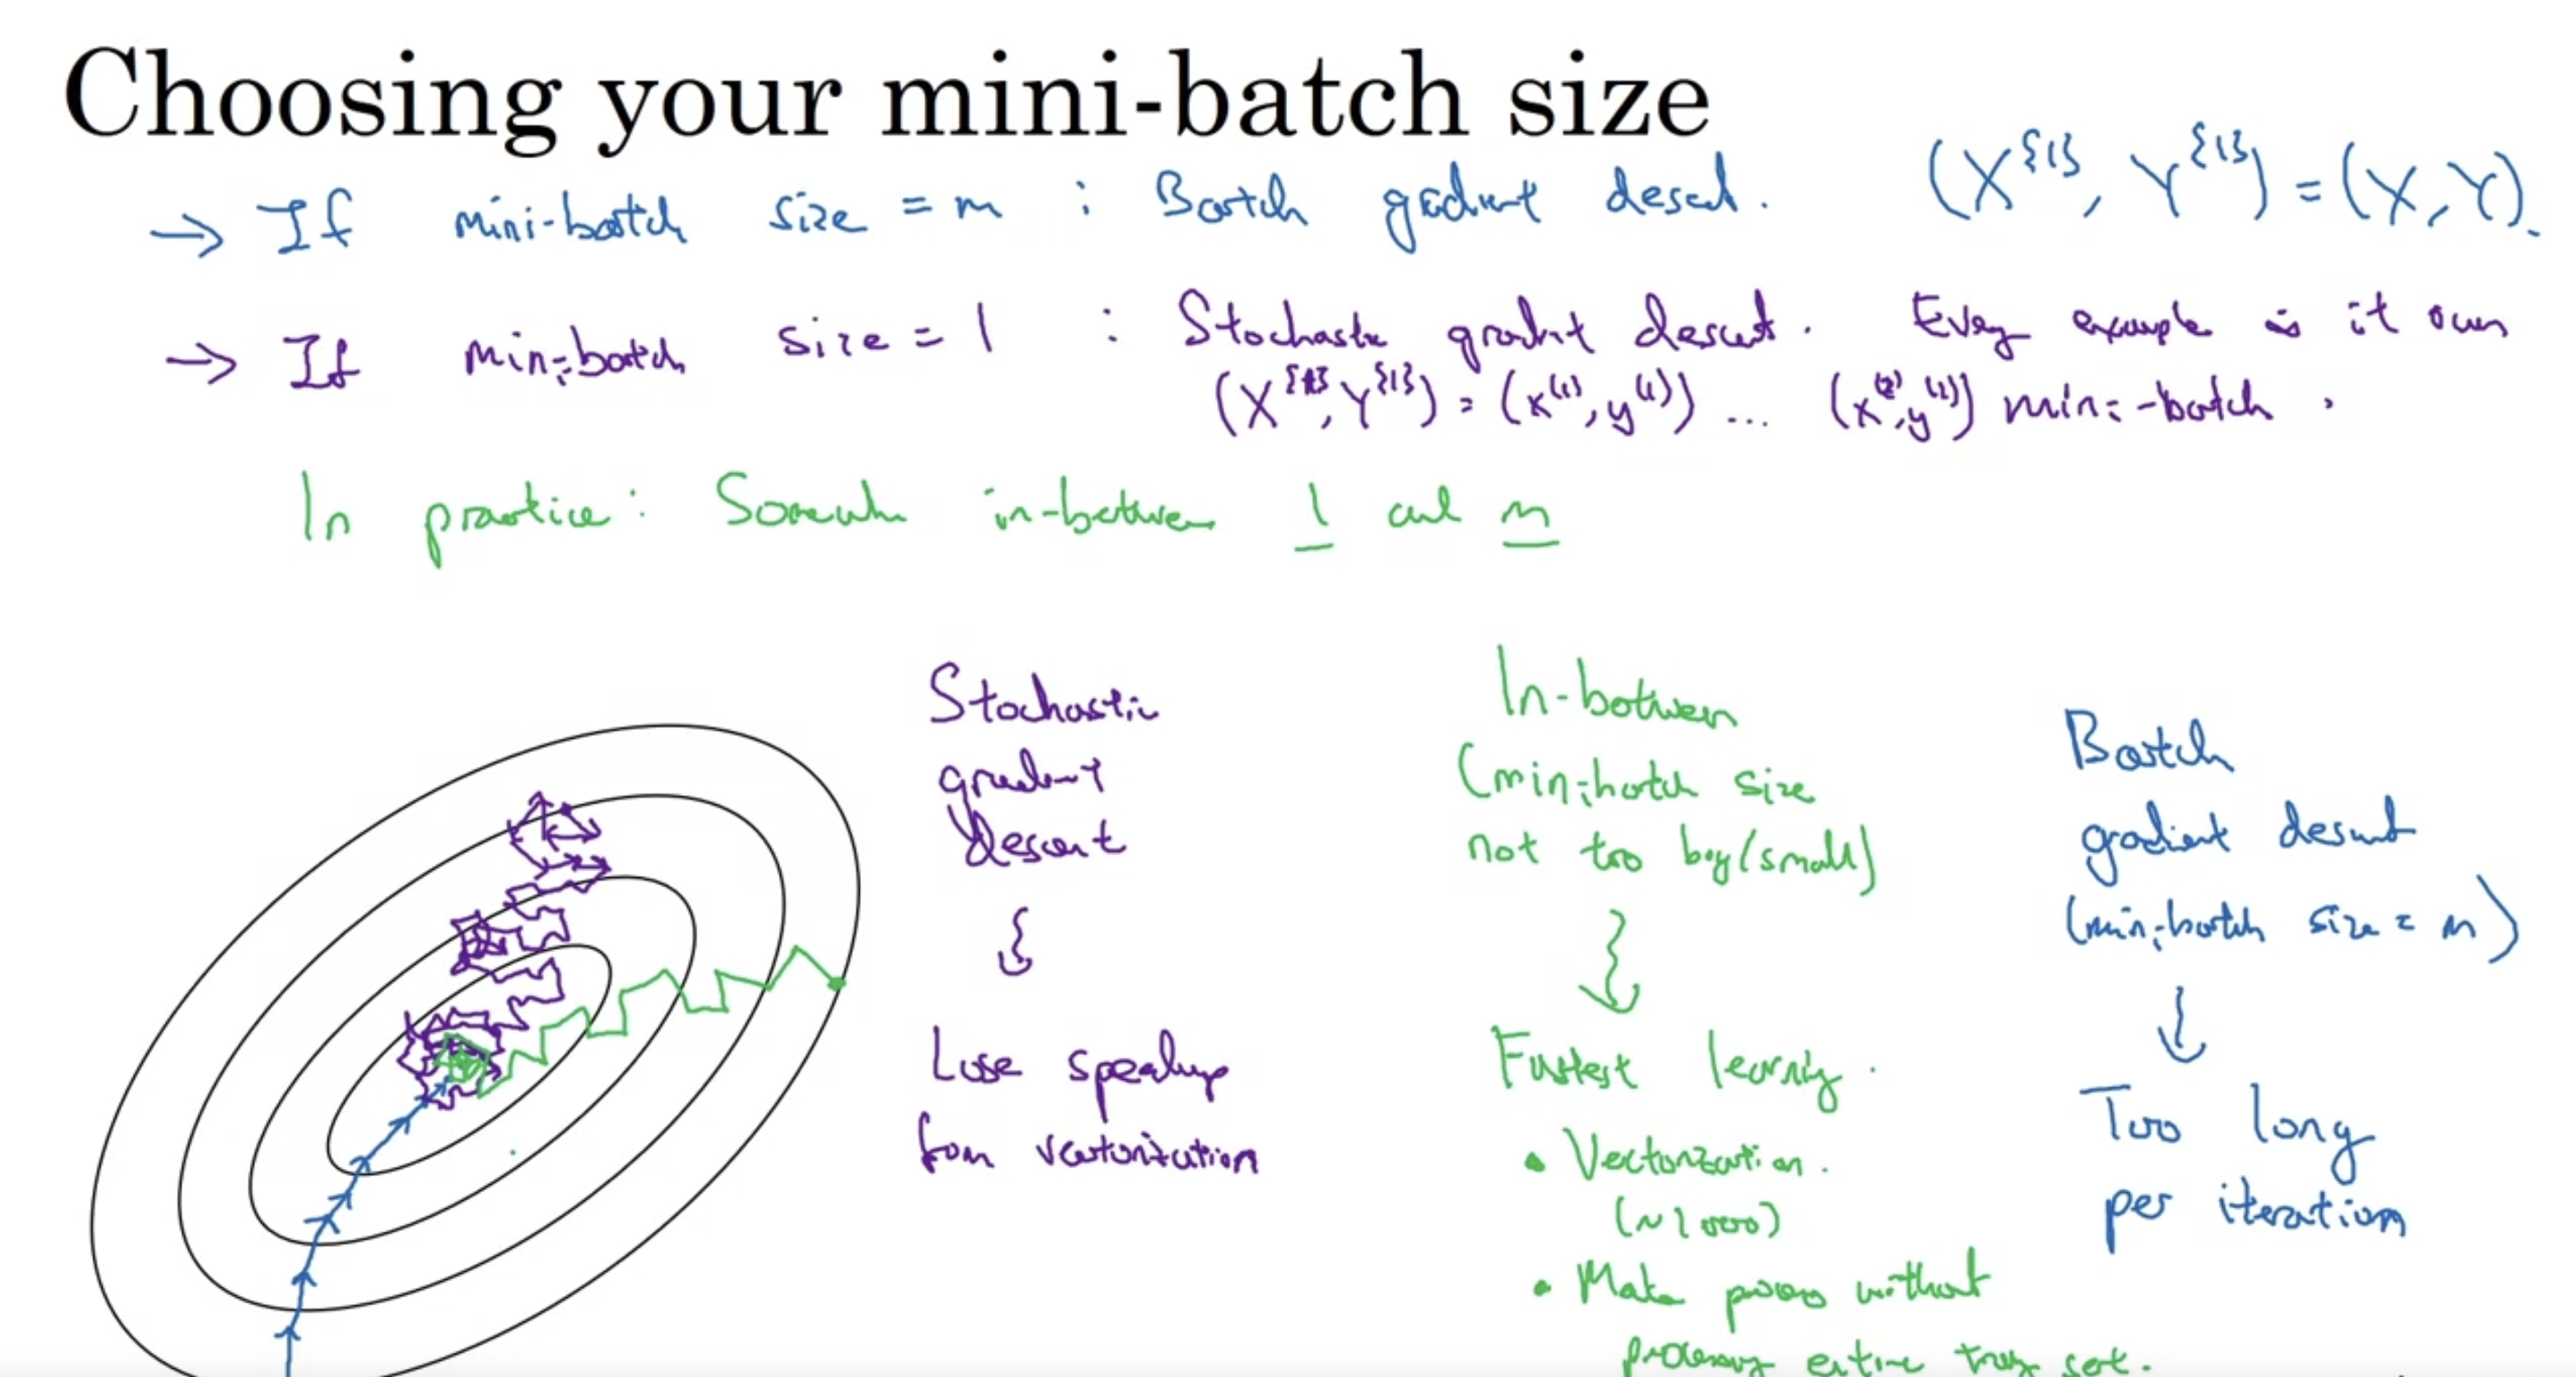 Choosing your mini-batch size
→ If mini-batch size = m : Batch gradient descent. (X^{1}, Y^{1}) = (X, Y).
→ If mini-batch size = 1 : Stochastic gradient descent. Every example is it own
(X^{1}, Y^{1}) = (x^(1), y^(1)) ... (x^(2), y^(2)) mini-batch.
In practice: Somewhere in-between 1 and m
Stochastic
gradient
descent
Lose speedup
from vectorization
In-between
(mini-batch size
not too big/small)
Fastest learning.
• Vectorization.
(~1000)
• Make progress without
processing entire training set.
Batch
gradient descent
(mini-batch size = m)
Too long
per iteration